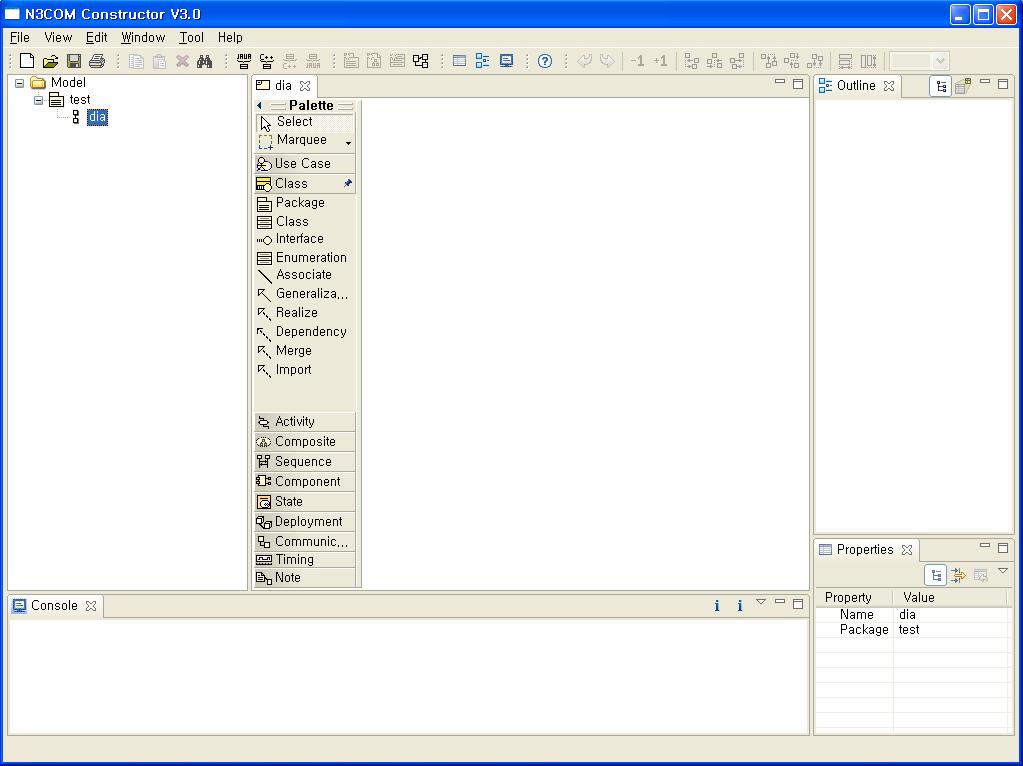 N3COM Constructor V3.0
File View Edit Window Tool Help
JAVA C++ C++ JAVA -1 +1
Model
test
dia
dia
Palette
Select
Marquee
Use Case
Class
Package
Class
Interface
Enumeration
Associate
Generaliza...
Realize
Dependency
Merge
Import
Activity
Composite
Sequence
Component
State
Deployment
Communic...
Timing
Note
Outline
Properties
Property Value
Name dia
Package test
Console